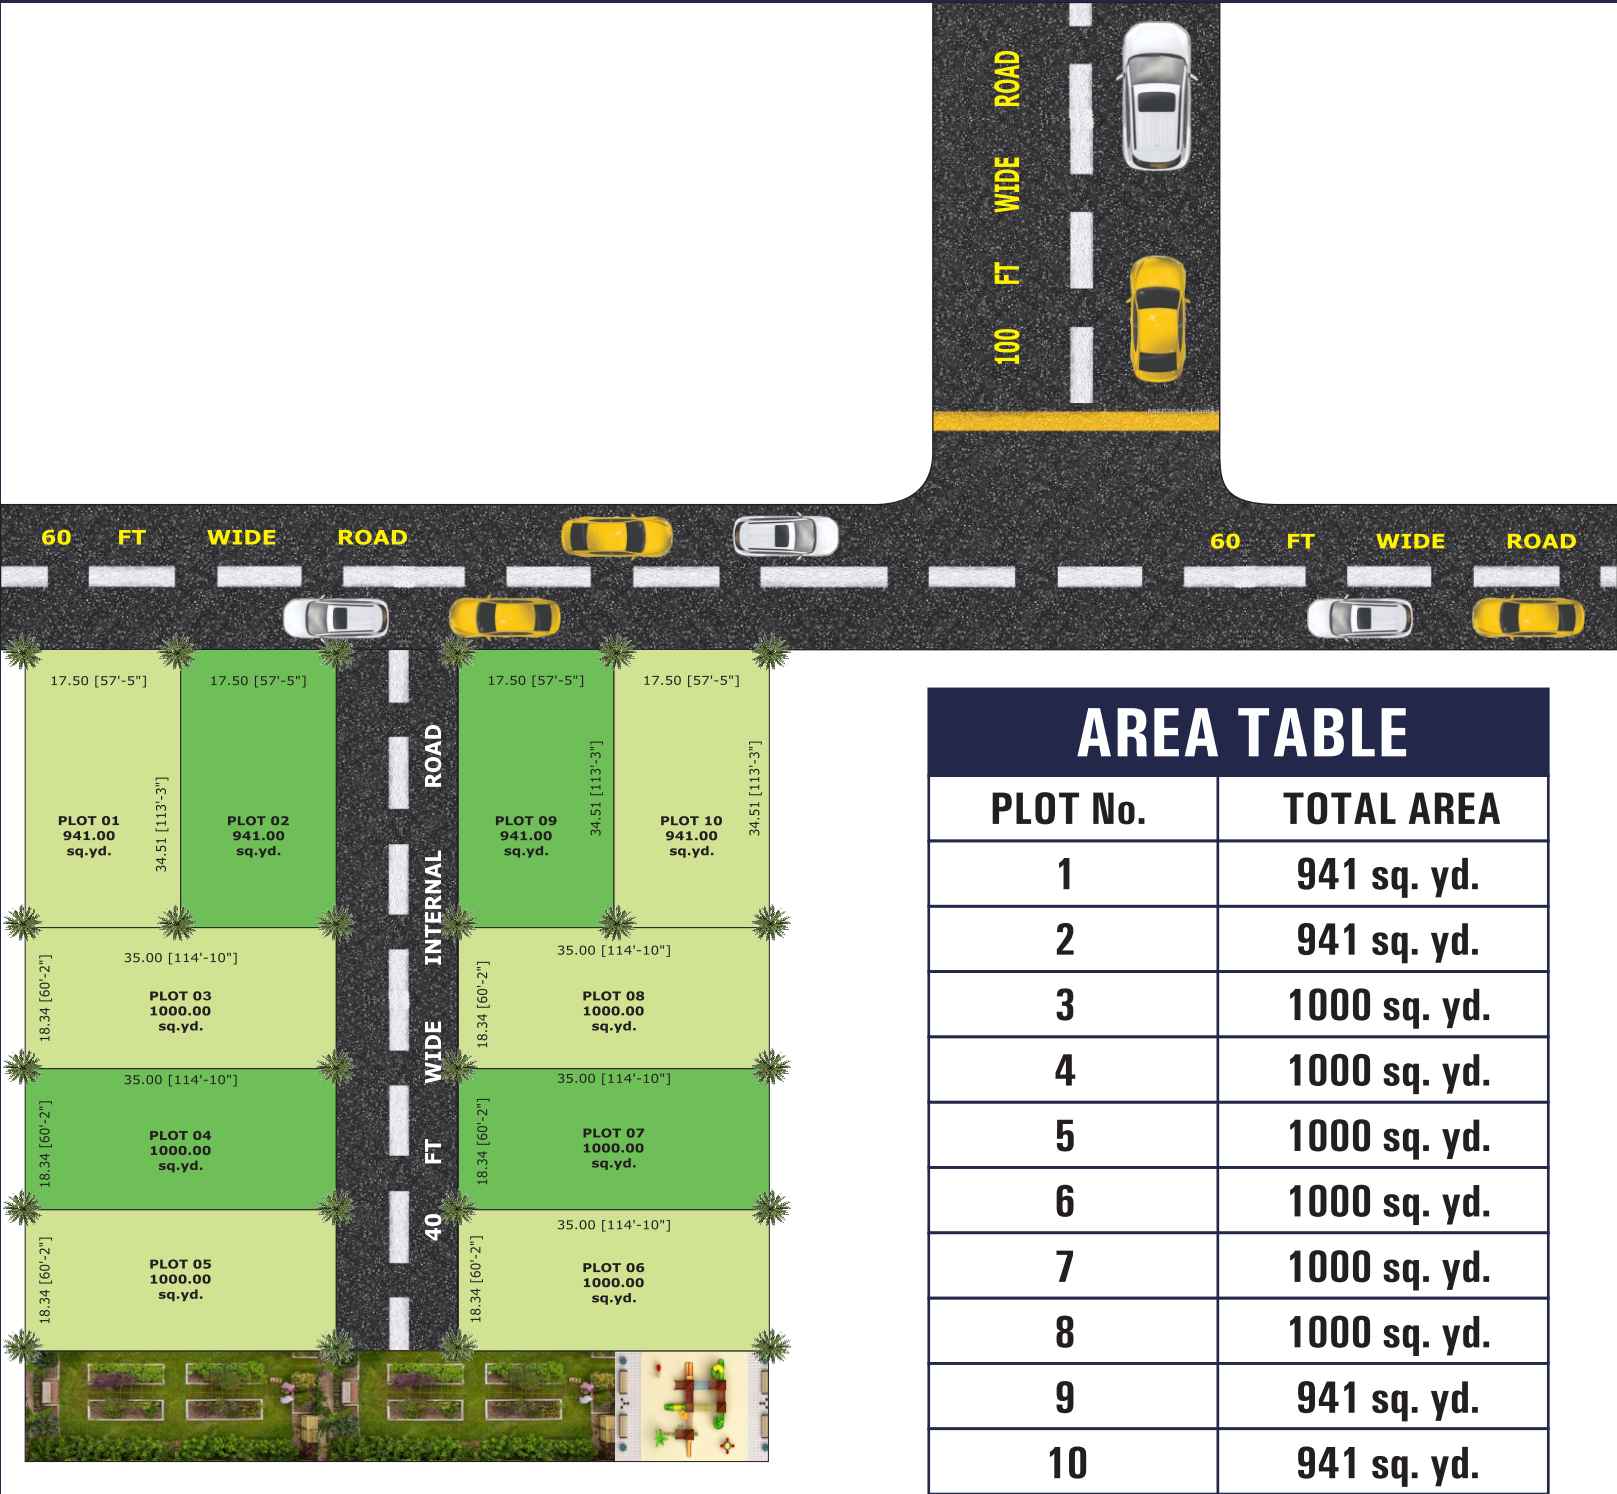 100 FT WIDE ROAD
60 FT WIDE ROAD
60 FT WIDE ROAD
17.50 [57'-5"]
17.50 [57'-5"]
17.50 [57'-5"]
17.50 [57'-5"]
34.51 [113'-3"]
34.51 [113'-3"]
34.51 [113'-3"]
PLOT 01
941.00
sq.yd.
PLOT 02
941.00
sq.yd.
PLOT 09
941.00
sq.yd.
PLOT 10
941.00
sq.yd.
40 FT WIDE INTERNAL ROAD
35.00 [114'-10"]
18.34 [60'-2"]
PLOT 03
1000.00
sq.yd.
35.00 [114'-10"]
18.34 [60'-2"]
PLOT 08
1000.00
sq.yd.
35.00 [114'-10"]
18.34 [60'-2"]
PLOT 04
1000.00
sq.yd.
35.00 [114'-10"]
18.34 [60'-2"]
PLOT 07
1000.00
sq.yd.
18.34 [60'-2"]
PLOT 05
1000.00
sq.yd.
35.00 [114'-10"]
18.34 [60'-2"]
PLOT 06
1000.00
sq.yd.
AREA TABLE
PLOT No. TOTAL AREA
1 941 sq. yd.
2 941 sq. yd.
3 1000 sq. yd.
4 1000 sq. yd.
5 1000 sq. yd.
6 1000 sq. yd.
7 1000 sq. yd.
8 1000 sq. yd.
9 941 sq. yd.
10 941 sq. yd.